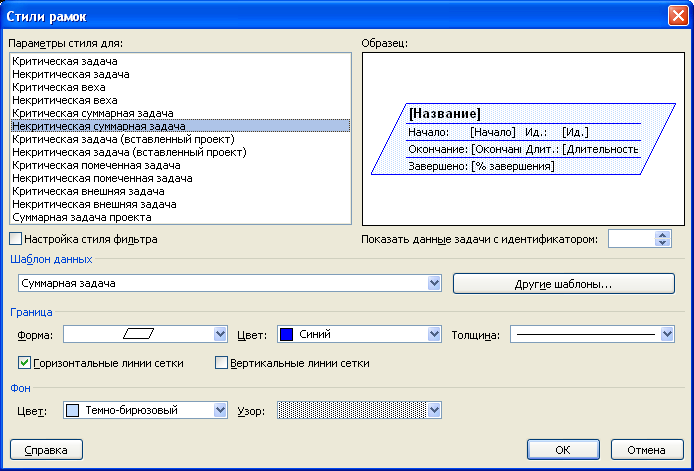 Стили рамок
Параметры стиля для:
Образец:
Критическая задача
Некритическая задача
Критическая веха
Некритическая веха
Критическая суммарная задача
Некритическая суммарная задача
Критическая задача (вставленный проект)
Некритическая задача (вставленный проект)
Критическая помеченная задача
Некритическая помеченная задача
Критическая внешняя задача
Некритическая внешняя задача
Суммарная задача проекта
[Название]
Начало: [Начало] Ид.: [Ид.]
Окончание: [Окончани Длит.: [Длительность
Завершено: [% завершения]
Настройка стиля фильтра
Показать данные задачи с идентификатором:
Шаблон данных
Суммарная задача
Другие шаблоны...
Граница
Форма: Цвет: Синий Толщина:
Горизонтальные линии сетки Вертикальные линии сетки
Фон
Цвет: Темно-бирюзовый Узор:
Справка ОК Отмена